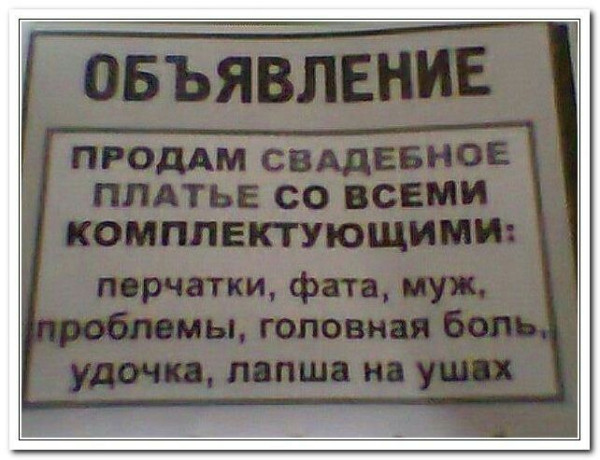 ОБЪЯВЛЕНИЕ
ПРОДАМ СВАДЕБНОЕ
ПЛАТЬЕ СО ВСЕМИ
КОМПЛЕКТУЮЩИМИ:
перчатки, фата, муж,
проблемы, головная боль,
удочка, лапша на ушах